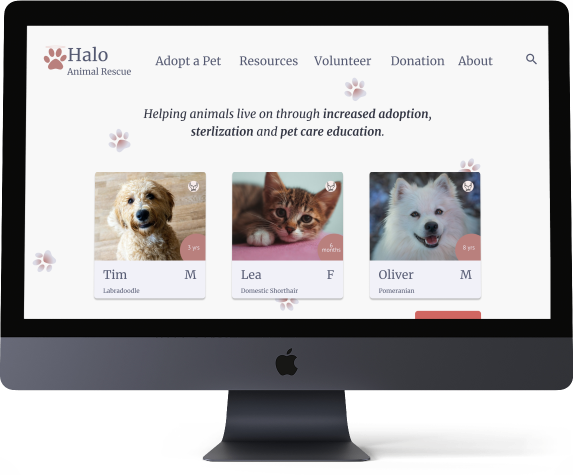 Halo
Animal Rescue
Adopt a Pet
Resources
Volunteer
Donation
About
Helping animals live on through increased adoption,
sterlization and pet care education.
3 yrs
6
months
8 yrs
Tim M
Lea F
Oliver M
Labradoodle
Domestic Shorthair
Pomeranian